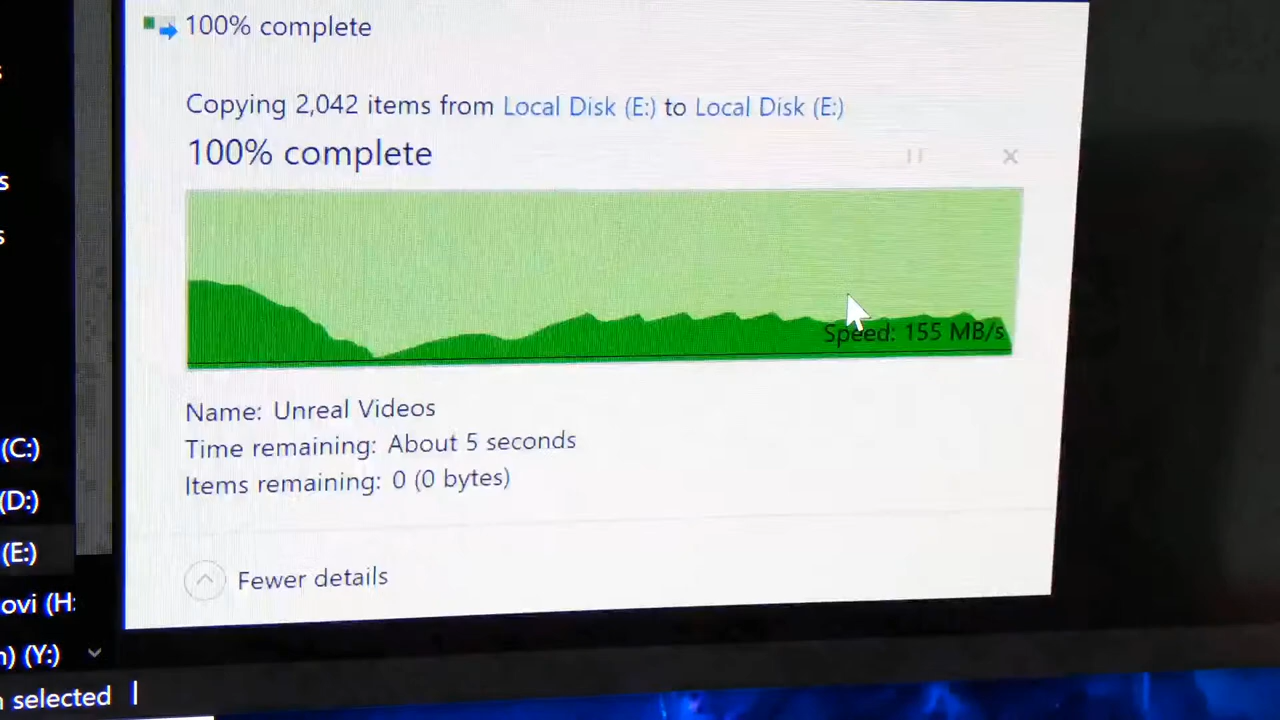 100% complete
Copying 2,042 items from Local Disk (E:) to Local Disk (E:)
100% complete
Speed: 155 MB/s
Name: Unreal Videos
Time remaining: About 5 seconds
Items remaining: 0 (0 bytes)
Fewer details
s
s
s
(C:)
(D:)
(E:)
ovi (H:
n) (Y:)
selected